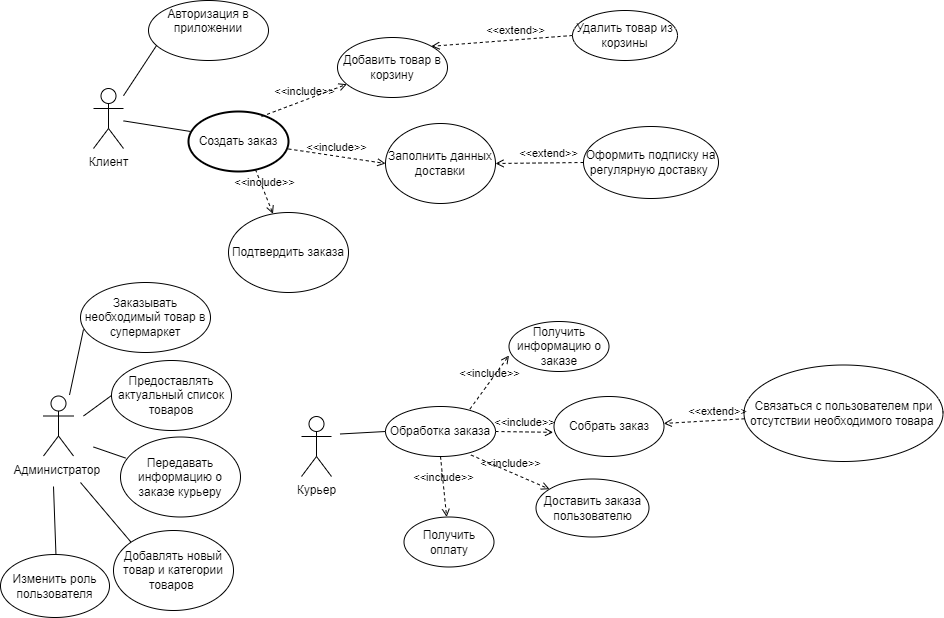 Авторизация в
приложении
<<extend>>
Удалить товар из
корзины
Добавить товар в
корзину
<<include>>
Клиент
Создать заказ
<<include>>
Заполнить данных
доставки
<<extend>>
Оформить подписку на
регулярную доставку
<<include>>
Подтвердить заказа
Заказывать
необходимый товар в
супермаркет
Предоставлять
актуальный список
товаров
Администратор
Передавать
информацию о
заказе курьеру
Изменить роль
пользователя
Добавлять новый
товар и категории
товаров
Получить
информацию о
заказе
<<include>>
Курьер
Обработка заказа
<<include>>
Собрать заказ
<<extend>>
Связаться с пользователем при
отсутствии необходимого товара
<<include>>
Доставить заказа
пользователю
<<include>>
Получить
оплату